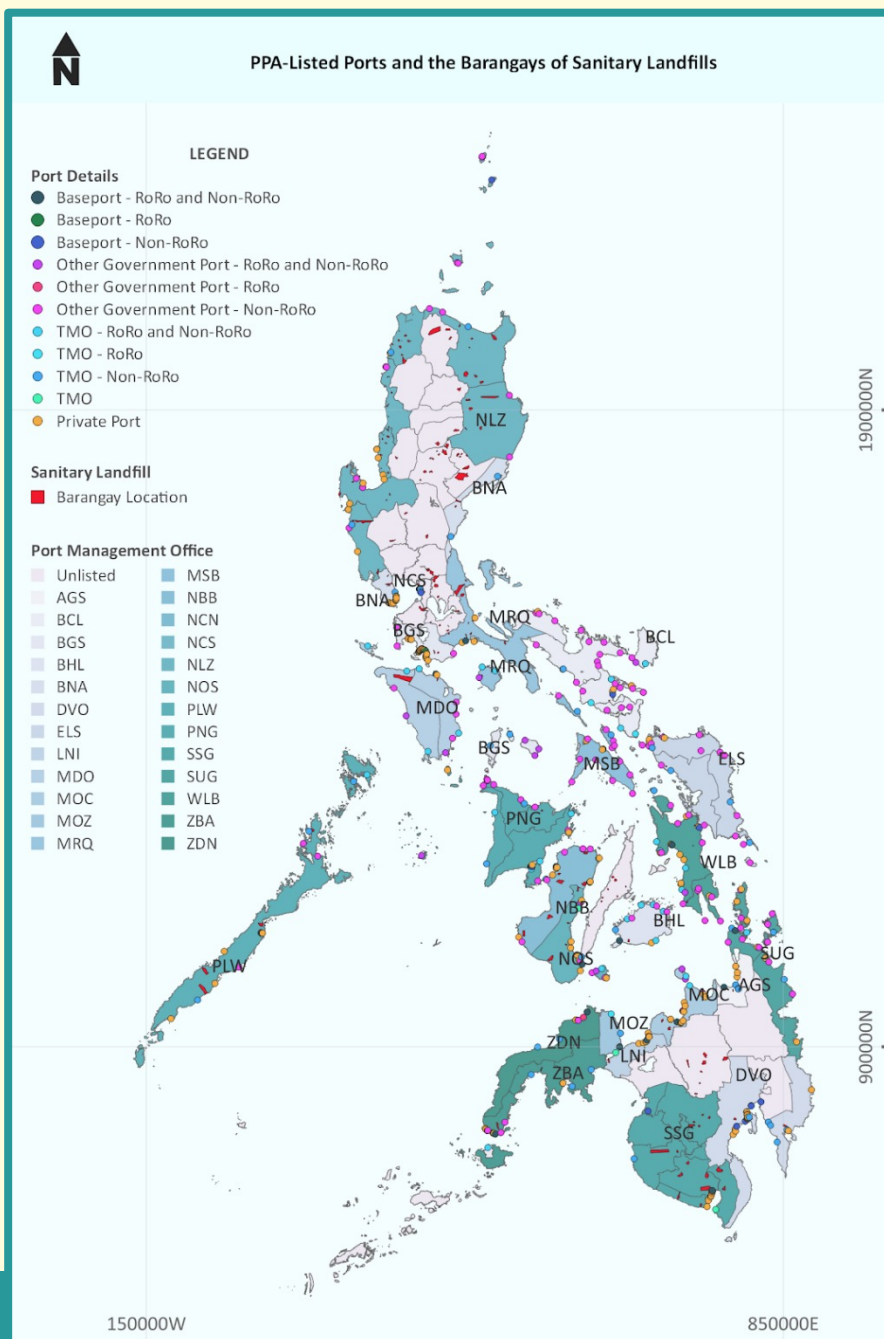 N
PPA-Listed Ports and the Barangays of Sanitary Landfills
LEGEND
Port Details
Baseport - RoRo and Non-RoRo
Baseport - RoRo
Baseport - Non-RoRo
Other Government Port - RoRo and Non-RoRo
Other Government Port - RoRo
Other Government Port - Non-RoRo
TMO - RoRo and Non-RoRo
TMO - RoRo
TMO - Non-RoRo
TMO
Private Port
Sanitary Landfill
Barangay Location
Port Management Office
Unlisted
AGS
BCL
BGS
BHL
BNA
DVO
ELS
LNI
MDO
MOC
MOZ
MRQ
MSB
NBB
NCN
NCS
NLZ
NOS
PLW
PNG
SSG
SUG
WLB
ZBA
ZDN
1900000N
NLZ
BNA
NCS
BNA
MRQ
BGS
BCL
MRQ
MDO
BGS
MSB
ELS
PNG
WLB
NBB
BHL
NOS
SUG
PLW
AGS
MOC
MOZ
ZDN
LNI
900000N
ZBA
DVO
SSG
150000W
850000E